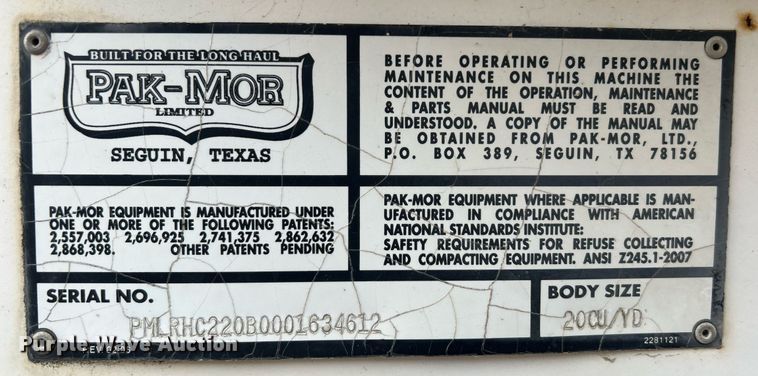 BUILT FOR THE LONG HAUL
PAK-MOR
LIMITED
SEGUIN, TEXAS
BEFORE OPERATING OR PERFORMING
MAINTENANCE ON THIS MACHINE THE
CONTENT OF THE OPERATION, MAINTENANCE
& PARTS MANUAL MUST BE READ AND
UNDERSTOOD. A COPY OF THE MANUAL MAY
BE OBTAINED FROM PAK-MOR, LTD.,
P.O. BOX 389, SEGUIN, TX 78156
PAK-MOR EQUIPMENT IS MANUFACTURED UNDER
ONE OR MORE OF THE FOLLOWING PATENTS:
2,557,003 2,696,925 2,741,375 2,862,632
2,868,398. OTHER PATENTS PENDING
PAK-MOR EQUIPMENT WHERE APPLICABLE IS MAN-
UFACTURED IN COMPLIANCE WITH AMERICAN
NATIONAL STANDARDS INSTITUTE:
SAFETY REQUIREMENTS FOR REFUSE COLLECTING
AND COMPACTING EQUIPMENT. ANSI Z245.1-2007
SERIAL NO.
PMLRHC220B0001634612
BODY SIZE
20CU/YD
2281121
Purple Wave Auction